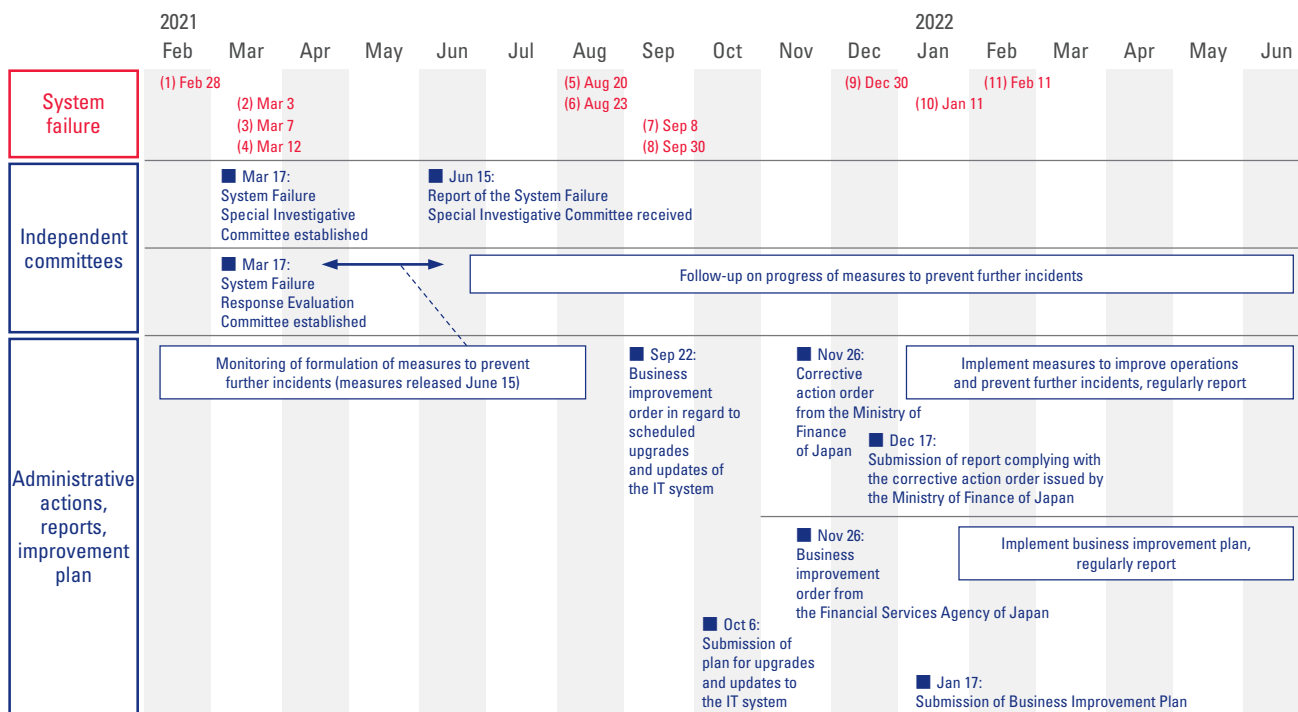 2021
2022
Feb Mar Apr May Jun Jul Aug Sep Oct Nov Dec Jan Feb Mar Apr May Jun
System
failure
(1) Feb 28
(2) Mar 3
(3) Mar 7
(4) Mar 12
(5) Aug 20
(6) Aug 23
(7) Sep 8
(8) Sep 30
(9) Dec 30
(10) Jan 11
(11) Feb 11
Independent
committees
Mar 17:
System Failure
Special Investigative
Committee established
Jun 15:
Report of the System Failure
Special Investigative Committee received
Mar 17:
System Failure
Response Evaluation
Committee established
Follow-up on progress of measures to prevent further incidents
Administrative
actions,
reports,
improvement
plan
Monitoring of formulation of measures to prevent
further incidents (measures released June 15)
Sep 22:
Business
improvement
order in regard to
scheduled
upgrades
and updates of
the IT system
Nov 26:
Corrective
action order
from the Ministry of
Finance
of Japan
Implement measures to improve operations
and prevent further incidents, regularly report
Dec 17:
Submission of report complying with
the corrective action order issued by
the Ministry of Finance of Japan
Nov 26:
Business
improvement
order from
the Financial Services Agency of Japan
Implement business improvement plan,
regularly report
Oct 6:
Submission of
plan for upgrades
and updates to
the IT system
Jan 17:
Submission of Business Improvement Plan